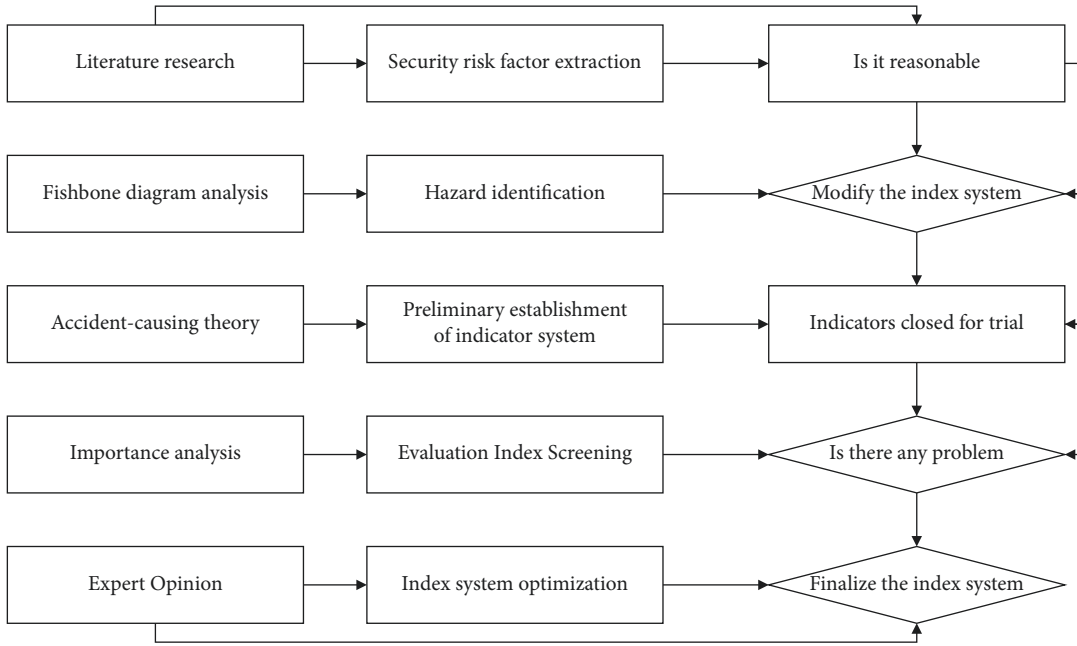 Literature research
Security risk factor extraction
Is it reasonable
Fishbone diagram analysis
Hazard identification
Modify the index system
Accident-causing theory
Preliminary establishment
of indicator system
Indicators closed for trial
Importance analysis
Evaluation Index Screening
Is there any problem
Expert Opinion
Index system optimization
Finalize the index system